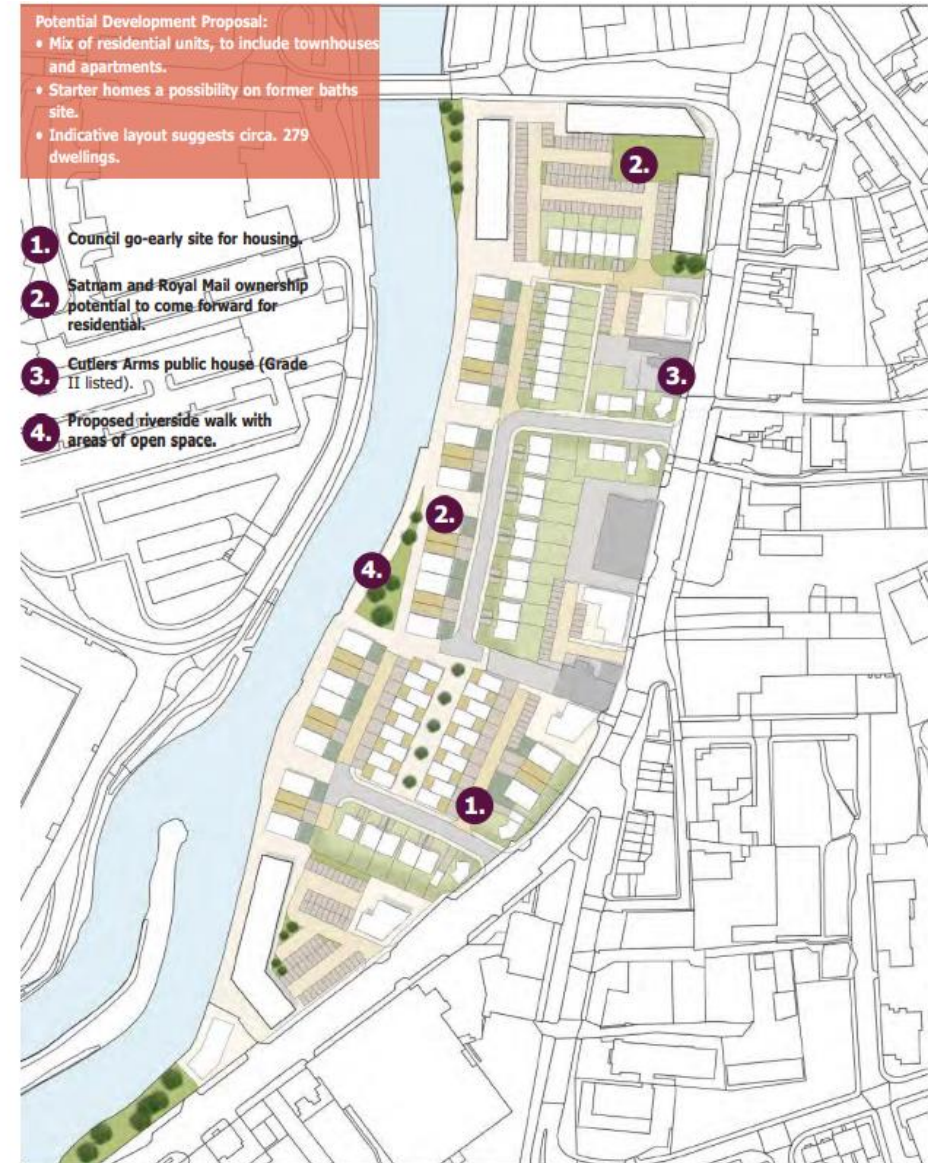 Potential Development Proposal:
• Mix of residential units, to include townhouses
and apartments.
• Starter homes a possibility on former baths
site.
• Indicative layout suggests circa. 279
dwellings.
1. Council go-early site for housing.
2. Satnam and Royal Mail ownership
potential to come forward for
residential.
3. Cutlers Arms public house (Grade
II listed).
4. Proposed riverside walk with
areas of open space.
2.
3.
2.
4.
1.